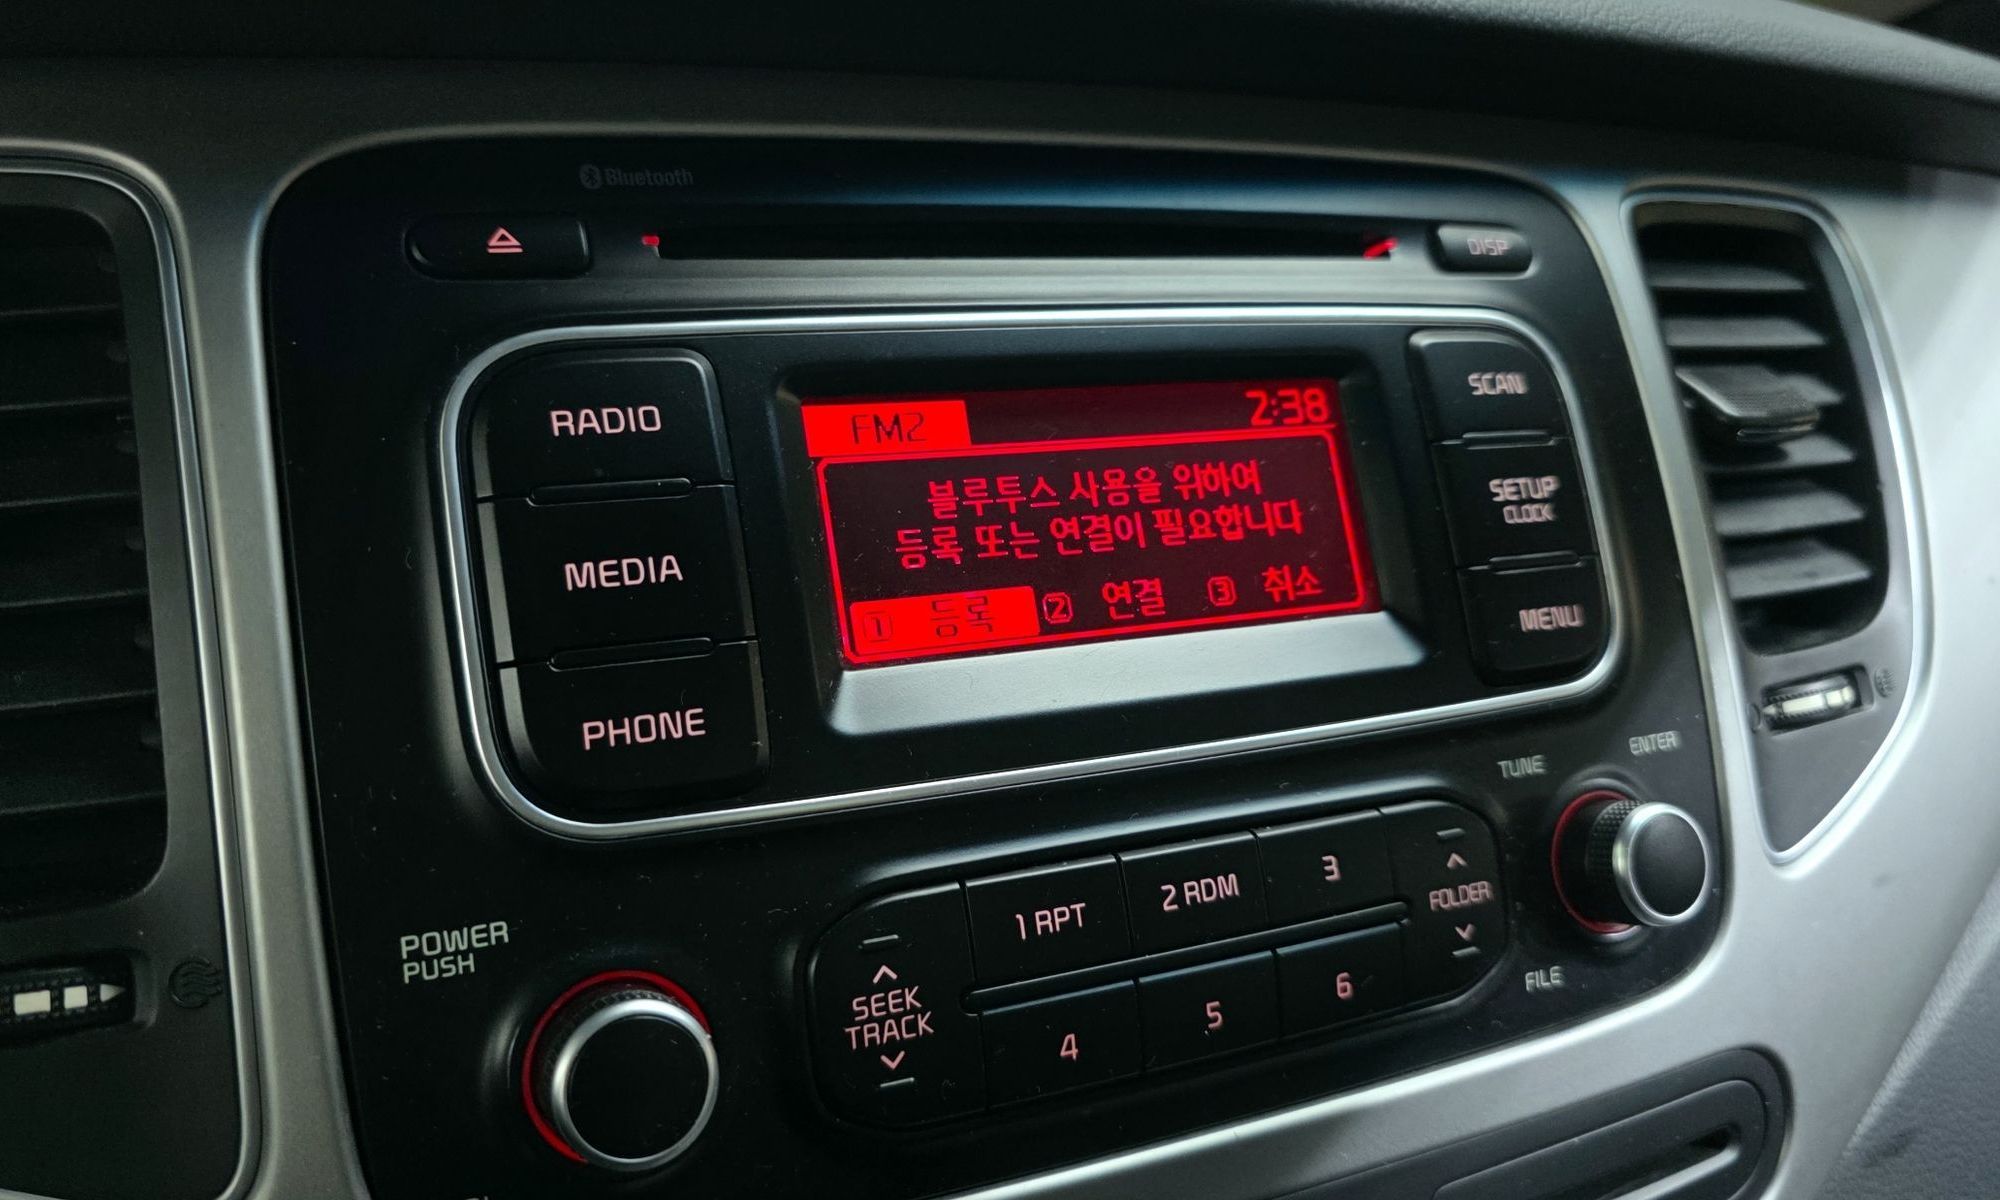 Bluetooth
DISP
RADIO
MEDIA
PHONE
FM2 2:38
블루투스 사용을 위하여
등록 또는 연결이 필요합니다
1 등록 2 연결 3 취소
SCAN
SETUP
CLOCK
MENU
POWER
PUSH
SEEK
TRACK
1 RPT
2 RDM
3
4
5
6
FOLDER
TUNE
ENTER
FILE